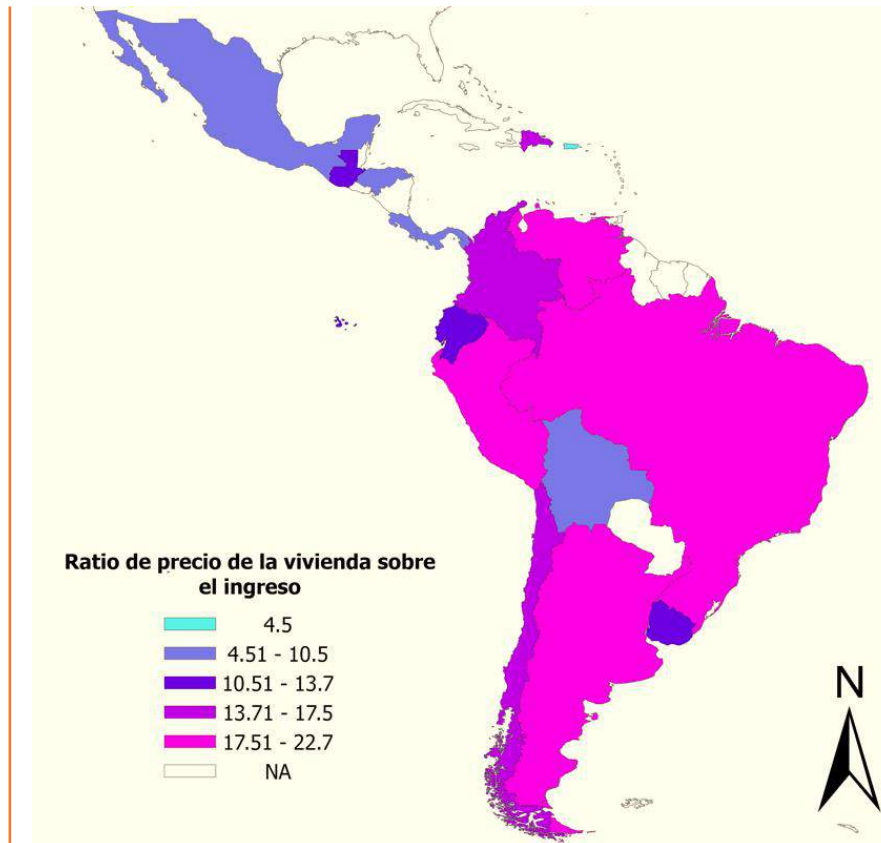 Ratio de precio de la vivienda sobre
el ingreso
4.5
4.51 - 10.5
10.51 - 13.7
13.71 - 17.5
17.51 - 22.7
NA
N